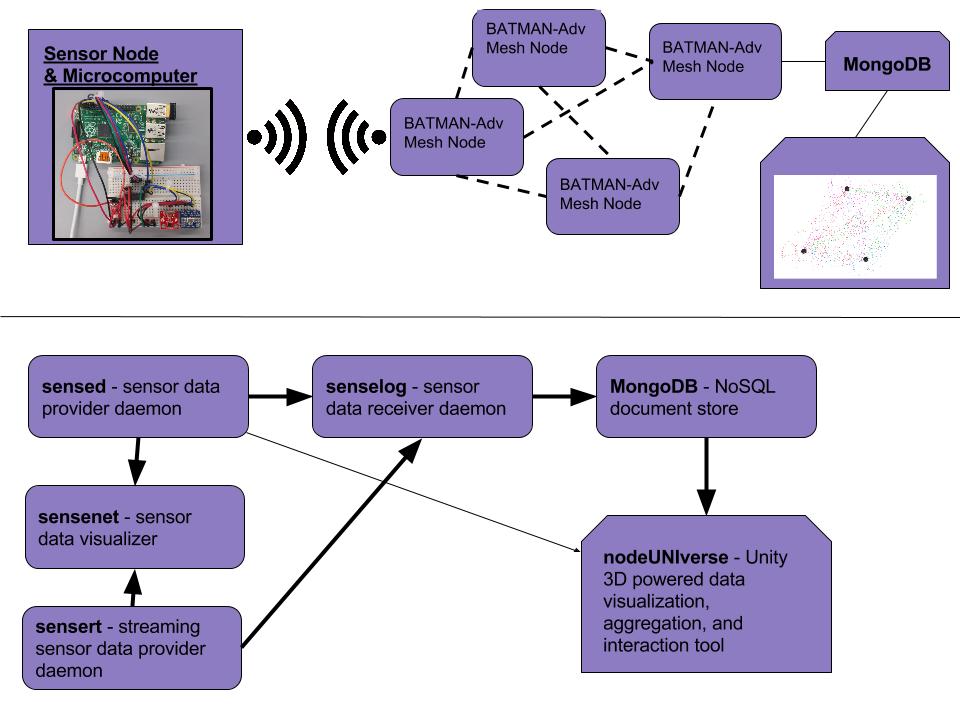 Sensor Node
& Microcomputer
BATMAN-Adv
Mesh Node
BATMAN-Adv
Mesh Node
BATMAN-Adv
Mesh Node
BATMAN-Adv
Mesh Node
MongoDB
sensed - sensor data
provider daemon
senselog - sensor
data receiver daemon
MongoDB - NoSQL
document store
sensenet - sensor
data visualizer
sensert - streaming
sensor data provider
daemon
nodeUNIverse - Unity
3D powered data
visualization,
aggregation, and
interaction tool